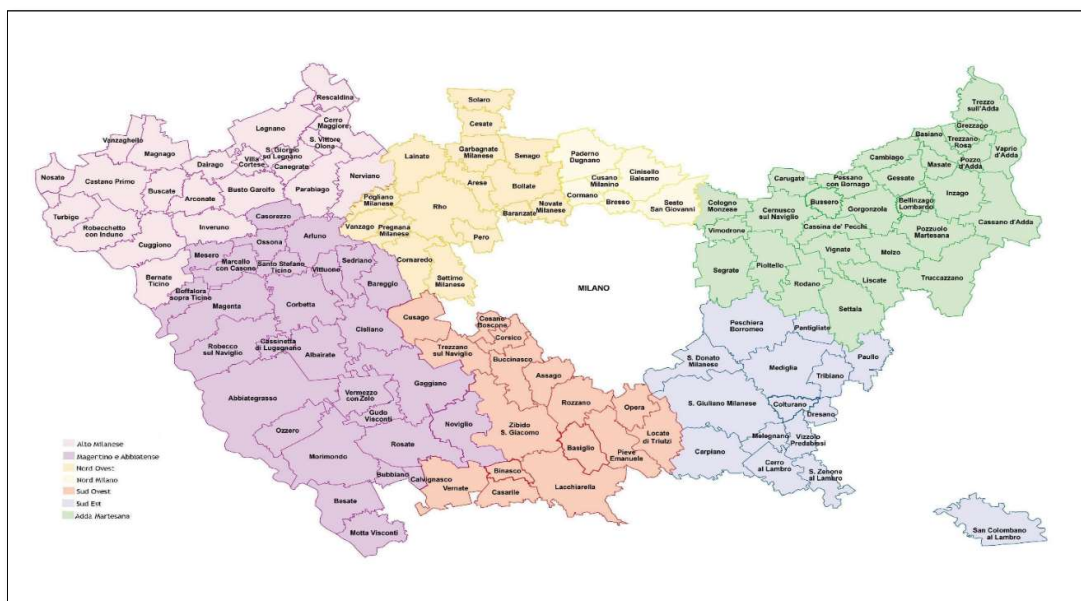 Rescaldina
Legnano
Cerro
Maggiore
S. Vittore
Olona
S. Giorgio
su Legnano
Villa
Cortese
Canegrate
Vanzaghello
Magnago
Dairago
Nosate
Castano Primo
Buscate
Arconate
Busto Garolfo
Parabiago
Nerviano
Turbigo
Robecchetto
con Induno
Cuggiono
Inveruno
Bernate
Ticino
Solaro
Cesate
Garbagnate
Milanese
Senago
Lainate
Arese
Bollate
Pogliano
Milanese
Rho
Baranzate
Novate
Milanese
Vanzago
Pregnana
Milanese
Pero
Cornaredo
Settimo
Milanese
Paderno
Dugnano
Cusano
Milanino
Cinisello
Balsamo
Cormano
Bresso
Sesto
San Giovanni
Trezzo
sull'Adda
Grezzago
Basiano
Trezzano
Rosa
Vaprio
d'Adda
Cambiago
Masate
Pozzo
d'Adda
Carugate
Pessano
con Bornago
Gessate
Inzago
Cologno
Monzese
Cernusco
sul Naviglio
Bussero
Gorgonzola
Bellinzago
Lombardo
Cassano d'Adda
Vimodrone
Cassina de' Pecchi
Pozzuolo
Martesana
Vignate
Melzo
Segrate
Pioltello
Rodano
Liscate
Truccazzano
Settala
MILANO
Casorezzo
Ossona
Arluno
Mesero
Marcallo
con Casone
Santo Stefano
Ticino
Vittuone
Sedriano
Bareggio
Boffalora
sopra Ticino
Magenta
Corbetta
Cisliano
Robecco
sul Naviglio
Cassinetta
di Lugagnano
Albairate
Abbiategrasso
Vermezzo
con Zelo
Gaggiano
Gudo
Visconti
Noviglio
Ozzero
Rosate
Morimondo
Bubbiano
Calvignasco
Besate
Motta Visconti
Cusago
Cesano
Boscone
Corsico
Trezzano
sul Naviglio
Buccinasco
Assago
Rozzano
Opera
Zibido
S. Giacomo
Locate
di Triulzi
Basiglio
Pieve
Emanuele
Binasco
Vernate
Casarile
Lacchiarella
Peschiera
Borromeo
Pantigliate
S. Donato
Milanese
Mediglia
Paullo
Tribiano
S. Giuliano Milanese
Colturano
Dresano
Melegnano
Vizzolo
Predabissi
Carpiano
Cerro
al Lambro
S. Zenone
al Lambro
San Colombano
al Lambro
Alto Milanese
Magentino e Abbiatense
Nord Ovest
Nord Milano
Sud Ovest
Sud Est
Adda Martesana